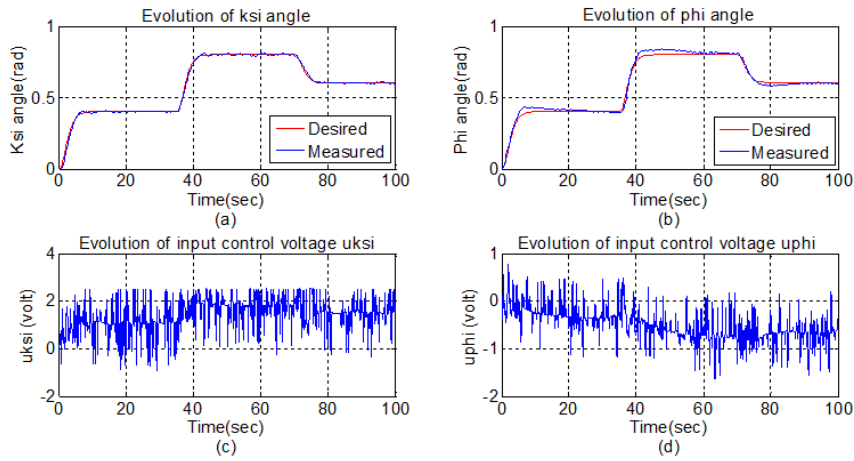 Evolution of ksi angle
1
0.5
0
Ksi angle(rad)
Desired
Measured
0 20 40 60 80 100
Time(sec)
(a)
Evolution of phi angle
1
0.5
0
Phi angle(rad)
Desired
Measured
0 20 40 60 80 100
Time(sec)
(b)
Evolution of input control voltage uksi
4
2
0
-2
uksi (volt)
0 20 40 60 80 100
Time(sec)
(c)
Evolution of input control voltage uphi
1
0
-1
-2
uphi (volt)
0 20 40 60 80 100
Time(sec)
(d)